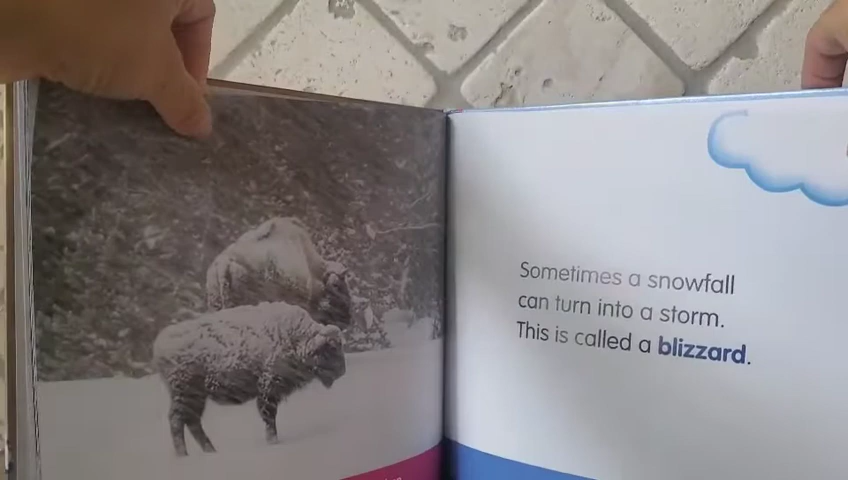 Sometimes a snowfall
can turn into a storm.
This is called a blizzard.